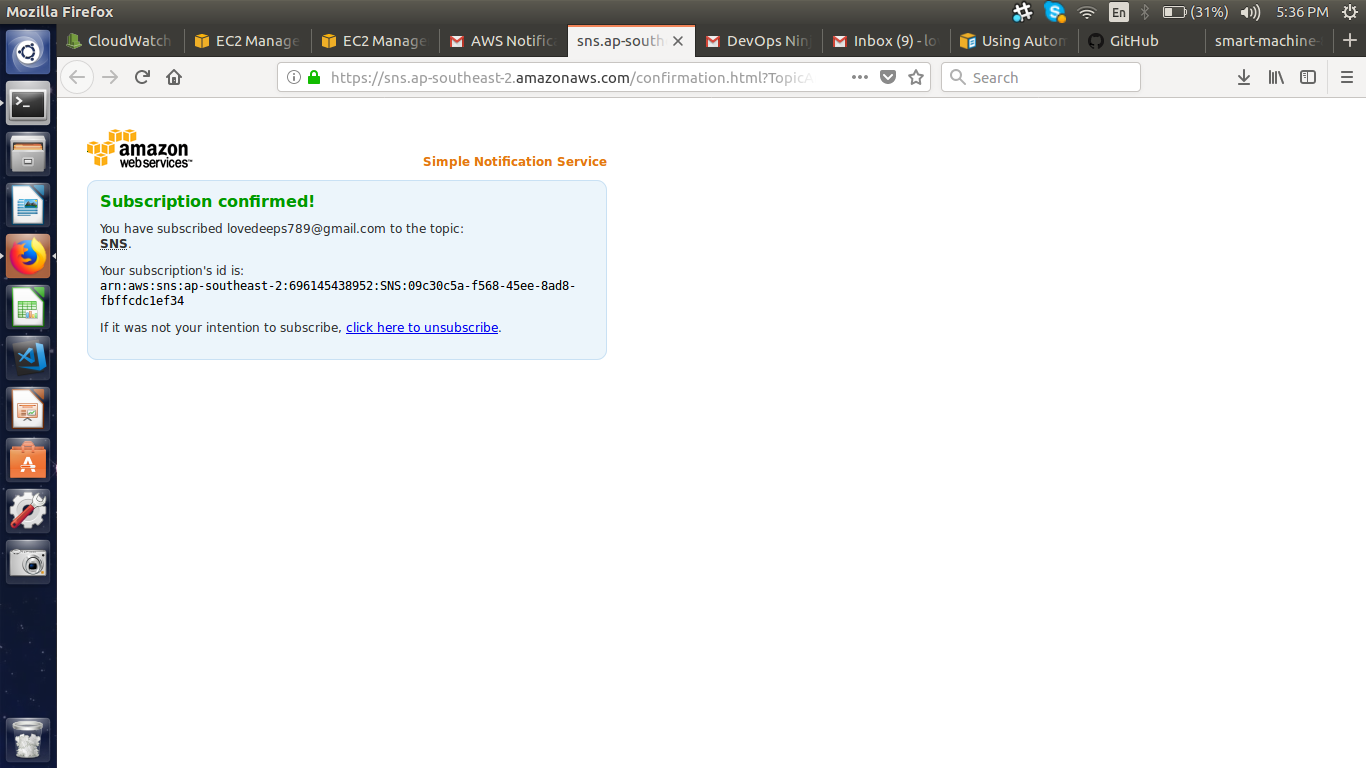 Mozilla Firefox
En
(31%)
5:36 PM
CloudWatch
EC2 Manage
EC2 Manage
AWS Notific
sns.ap-south
DevOps Nin
Inbox (9) - lo
Using Auton
GitHub
smart-machine-
https://sns.ap-southeast-2.amazonaws.com/confirmation.html?TopicA
Search
amazon
web services™
Simple Notification Service
Subscription confirmed!
You have subscribed lovedeeps789@gmail.com to the topic:
SNS.
Your subscription's id is:
arn:aws:sns:ap-southeast-2:696145438952:SNS:09c30c5a-f568-45ee-8ad8-
fbffcdc1ef34
If it was not your intention to subscribe, click here to unsubscribe.